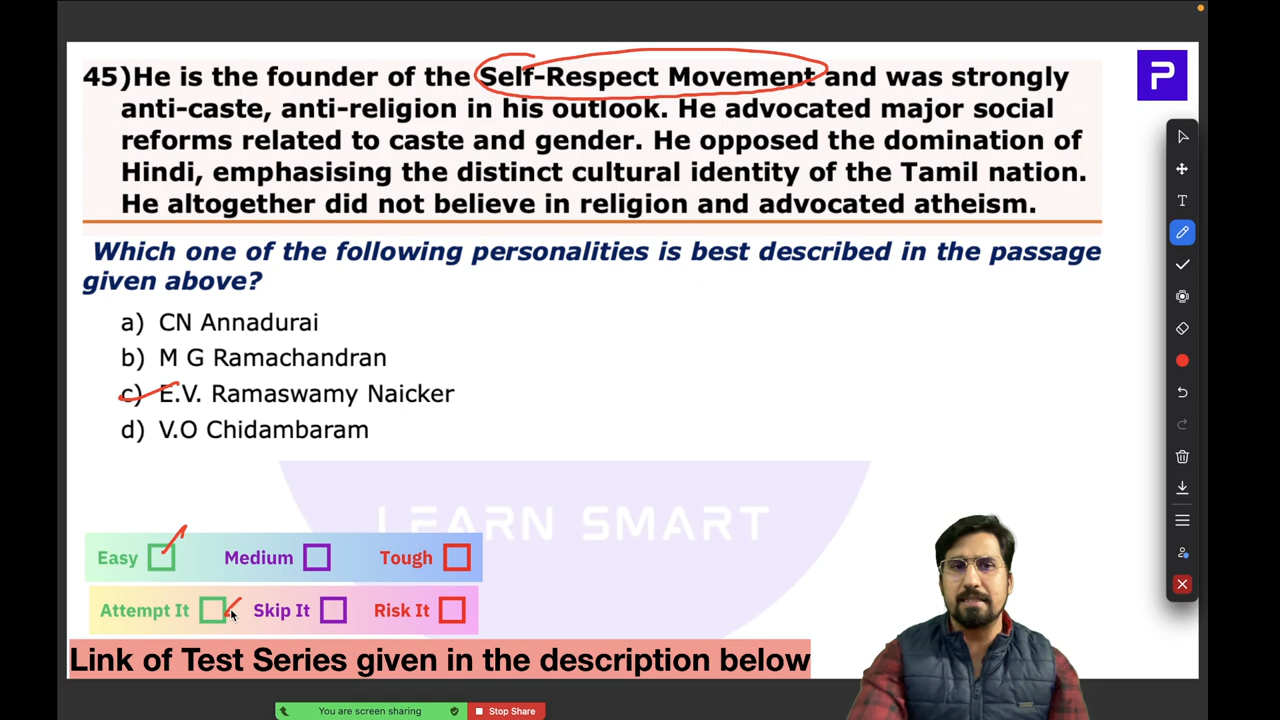 45)He is the founder of the Self-Respect Movement and was strongly
anti-caste, anti-religion in his outlook. He advocated major social
reforms related to caste and gender. He opposed the domination of
Hindi, emphasising the distinct cultural identity of the Tamil nation.
He altogether did not believe in religion and advocated atheism.
Which one of the following personalities is best described in the passage
given above?
a) CN Annadurai
b) M G Ramachandran
c) E.V. Ramaswamy Naicker
d) V.O Chidambaram
LEARN SMART
Easy Medium Tough
Attempt It Skip It Risk It
Link of Test Series given in the description below
You are screen sharing Stop Share
P
T